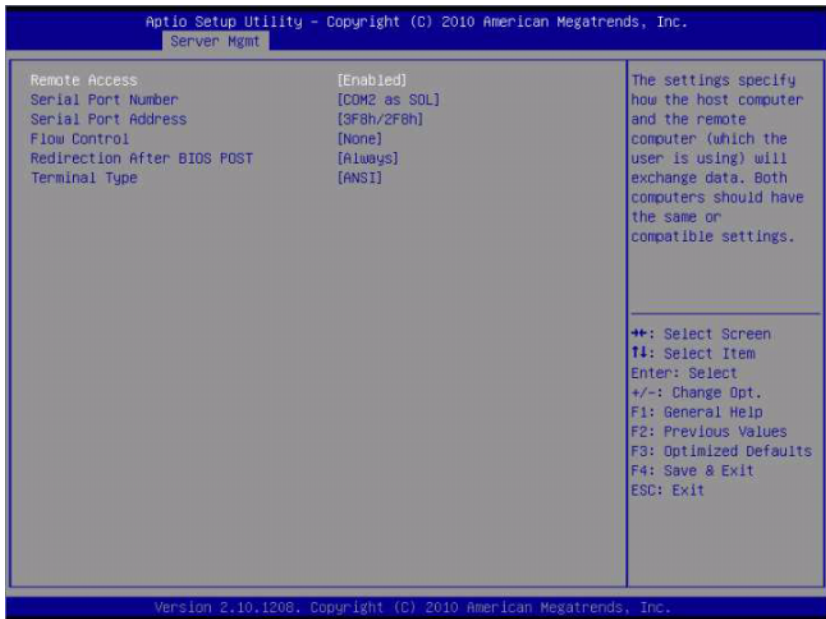 Aptio Setup Utility – Copyright (C) 2010 American Megatrends, Inc.
Server Mgmt
Remote Access [Enabled]
Serial Port Number [COM2 as SOL]
Serial Port Address [3F8h/2F8h]
Flow Control [None]
Redirection After BIOS POST [Always]
Terminal Type [ANSI]
The settings specify
how the host computer
and the remote
computer (which the
user is using) will
exchange data. Both
computers should have
the same or
compatible settings.
→←: Select Screen
↑↓: Select Item
Enter: Select
+/-: Change Opt.
F1: General Help
F2: Previous Values
F3: Optimized Defaults
F4: Save & Exit
ESC: Exit
Version 2.10.1208. Copyright (C) 2010 American Megatrends, Inc.